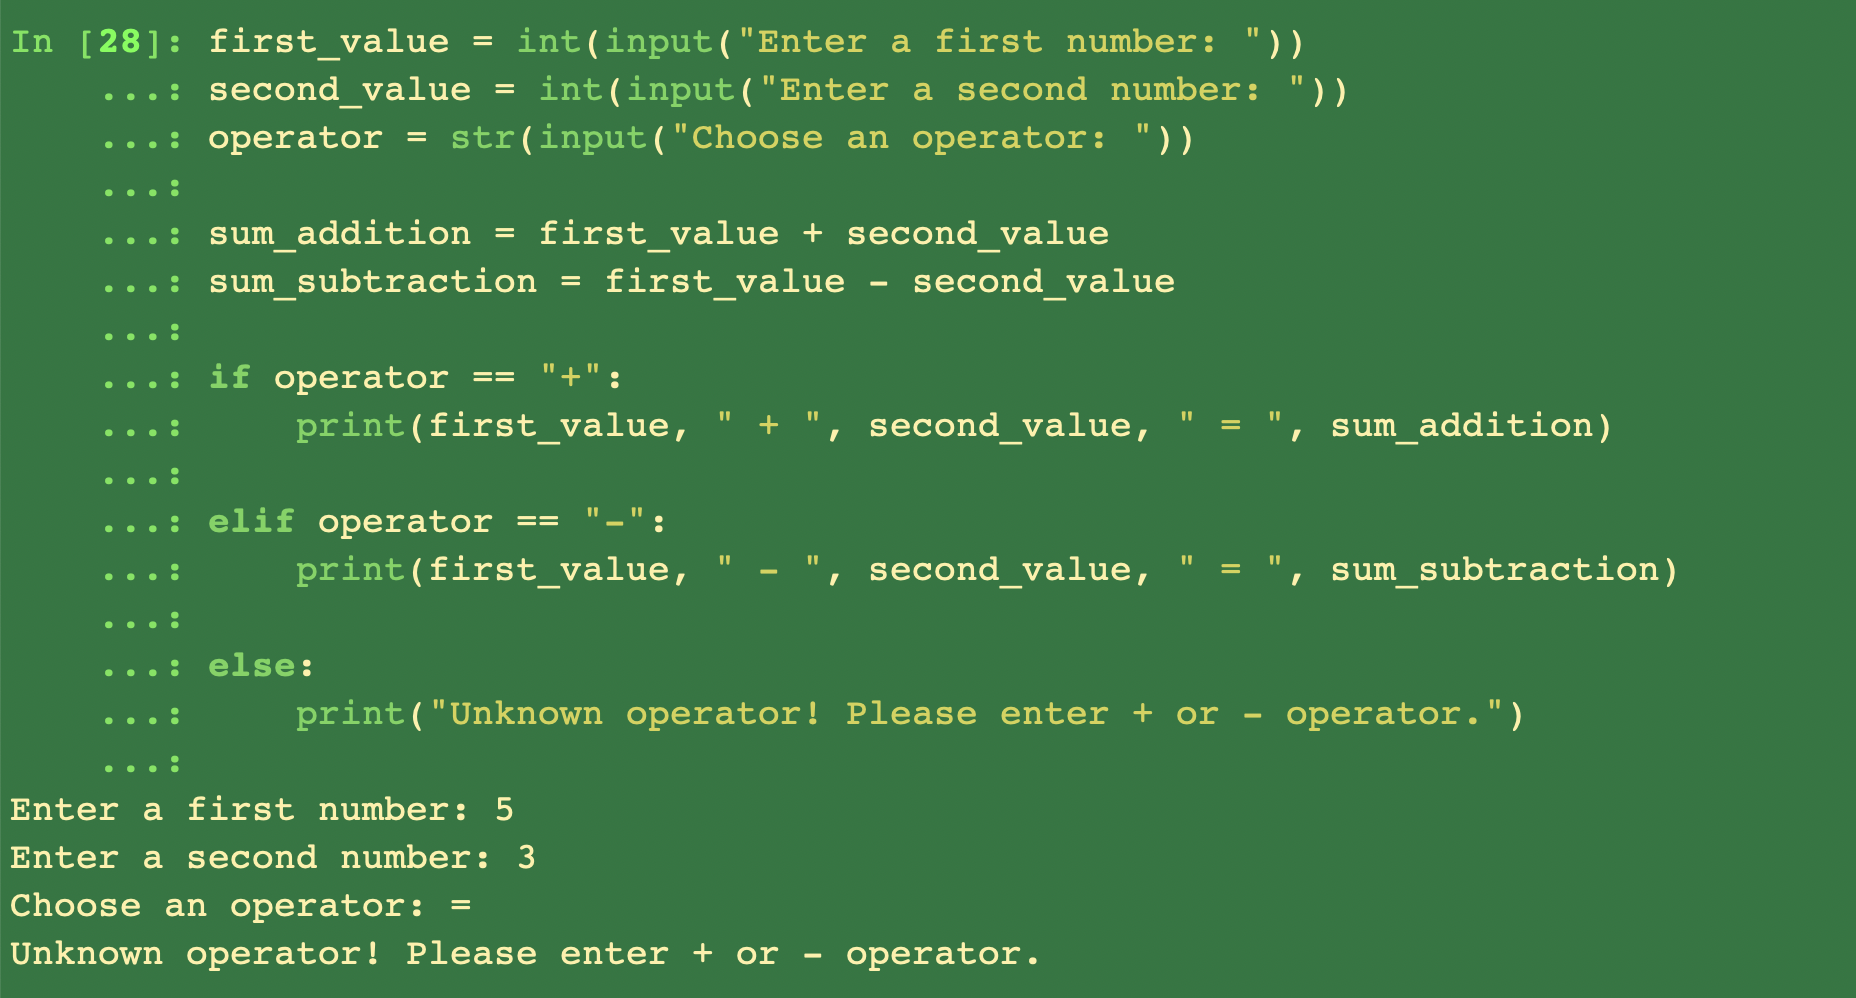 In [28]: first_value = int(input("Enter a first number: "))
    ...: second_value = int(input("Enter a second number: "))
    ...: operator = str(input("Choose an operator: "))
    ...:
    ...: sum_addition = first_value + second_value
    ...: sum_subtraction = first_value - second_value
    ...:
    ...: if operator == "+":
    ...:     print(first_value, " + ", second_value, " = ", sum_addition)
    ...:
    ...: elif operator == "-":
    ...:     print(first_value, " - ", second_value, " = ", sum_subtraction)
    ...:
    ...: else:
    ...:     print("Unknown operator! Please enter + or - operator.")
    ...:
Enter a first number: 5
Enter a second number: 3
Choose an operator: =
Unknown operator! Please enter + or - operator.